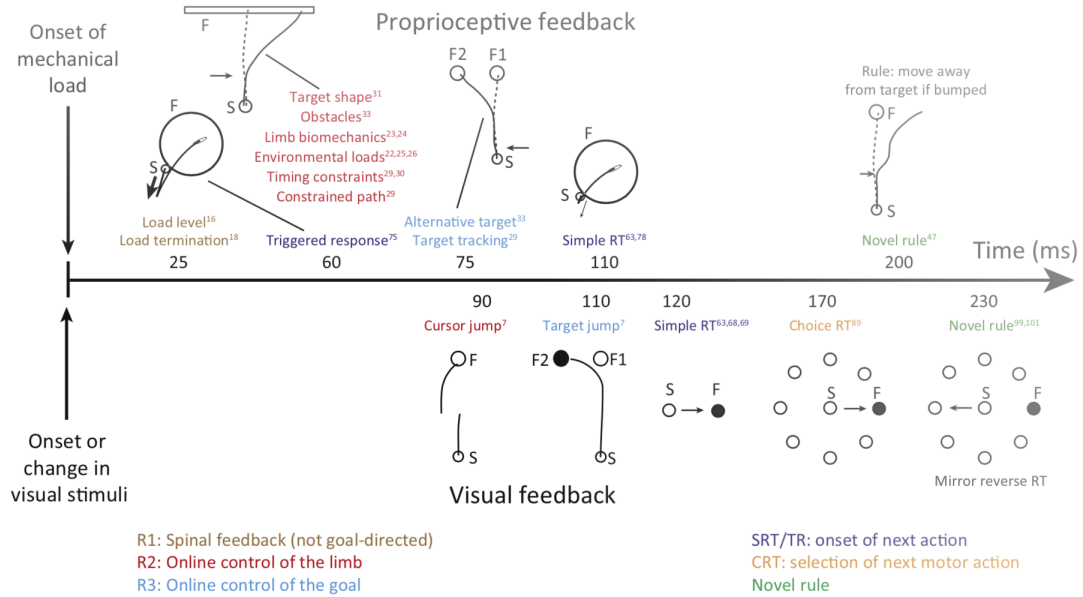 Onset of
mechanical
load
Proprioceptive feedback
F
S
Target shape31
Obstacles33
Limb biomechanics23,24
Environmental loads22,25,26
Timing constraints29,30
Constrained path29
F
S
Load level16
Load termination18
Triggered response75
F2 F1
S
Alternative target33
Target tracking29
F
S
Simple RT63,78
Rule: move away
from target if bumped
F
S
Novel rule47
Time (ms)
25 60 75 110 200
90 110 120 170 230
Cursor jump7
F
S
Target jump7
F2 F1
S
Simple RT63,68,69
S F
Choice RT89
S F
Novel rule99,101
S F
Mirror reverse RT
Onset or
change in
visual stimuli
Visual feedback
R1: Spinal feedback (not goal-directed)
R2: Online control of the limb
R3: Online control of the goal
SRT/TR: onset of next action
CRT: selection of next motor action
Novel rule